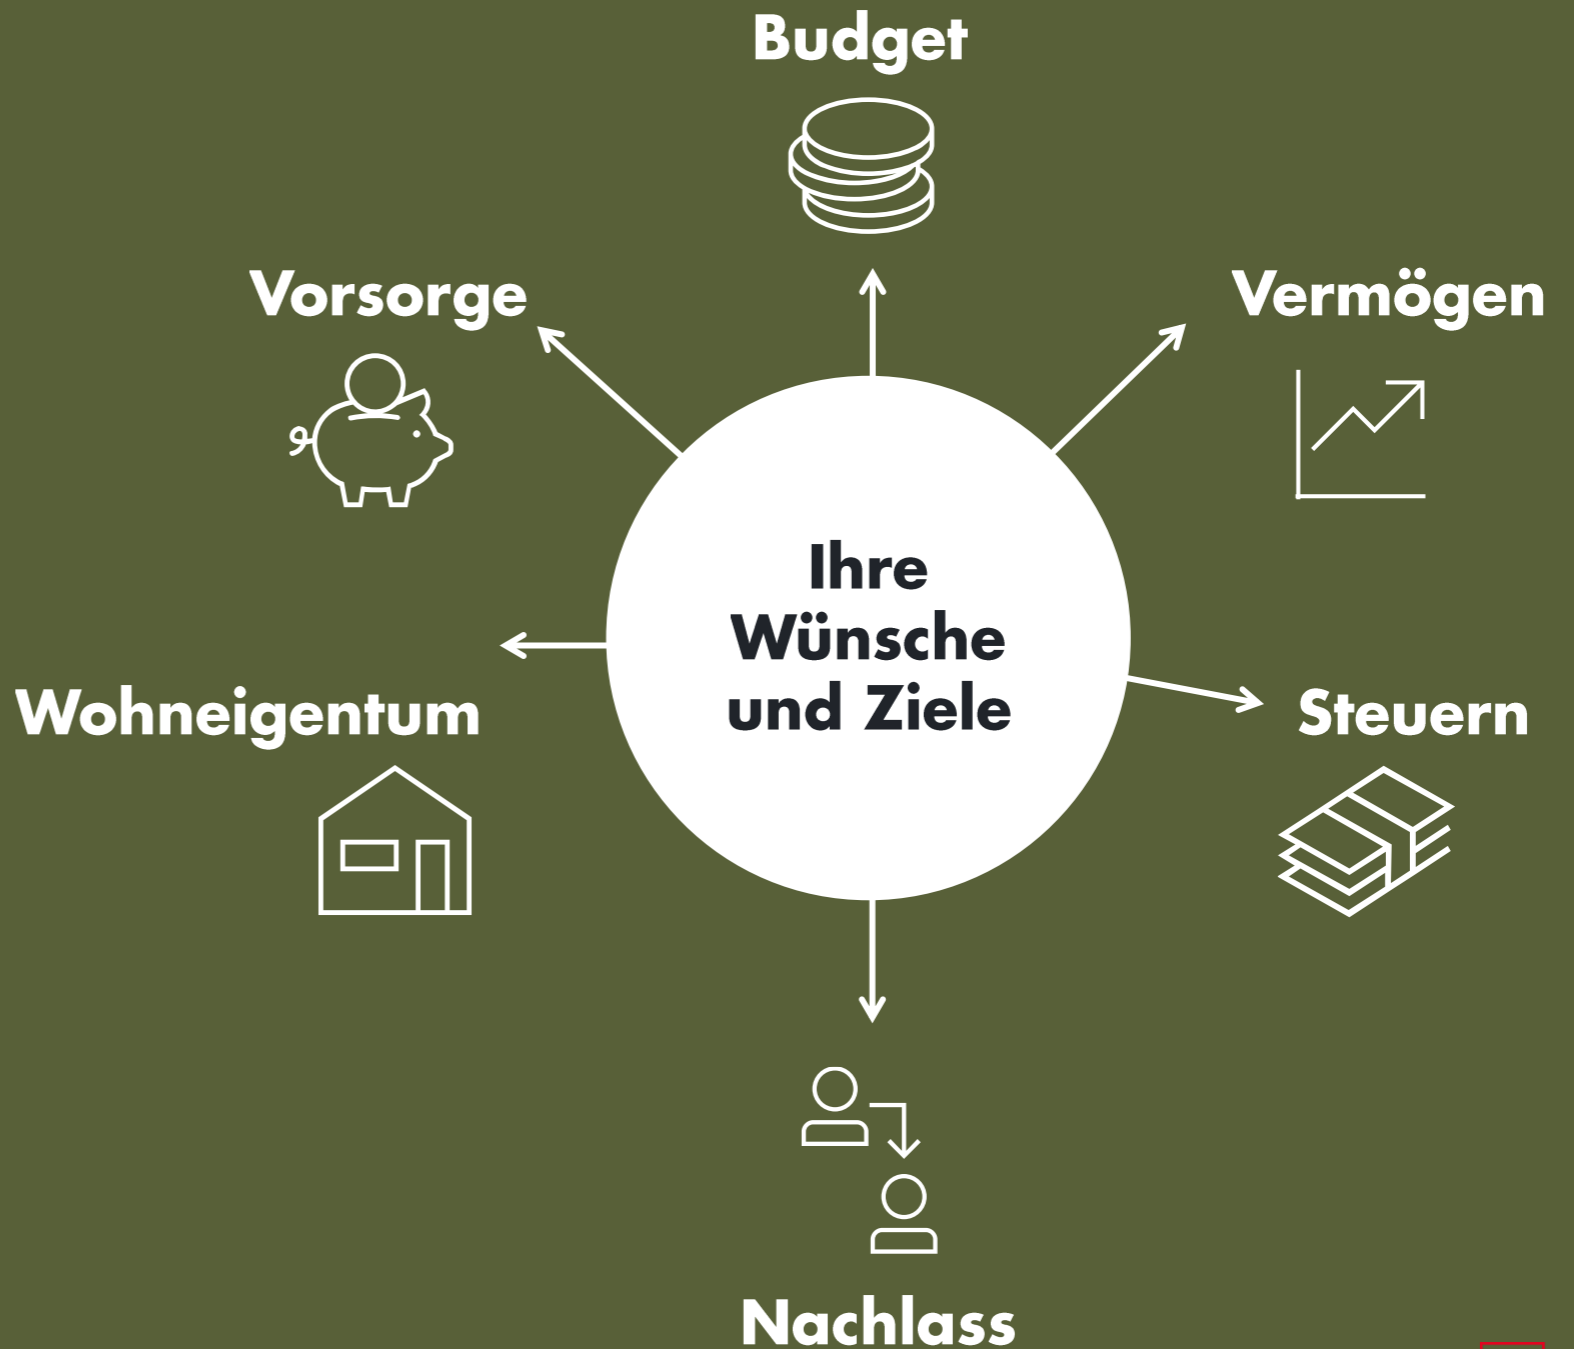 Budget
Vorsorge
Vermögen
Ihre
Wünsche
und Ziele
Wohneigentum
Steuern
Nachlass